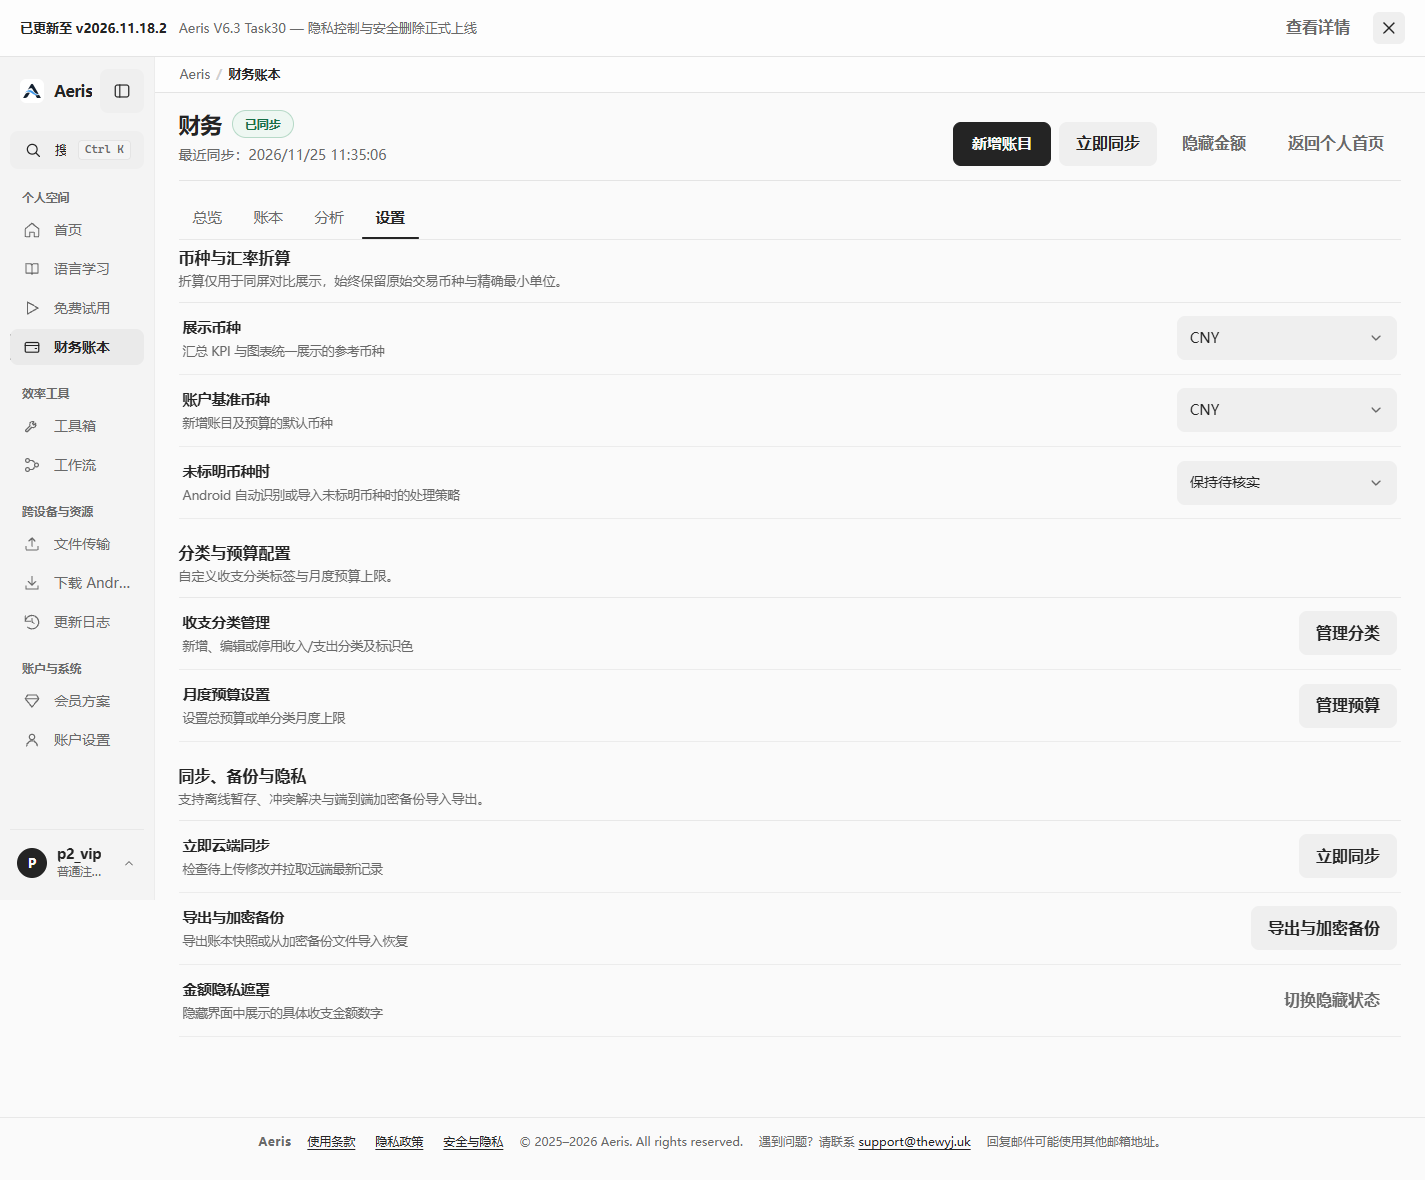 已更新至 v2026.11.18.2 Aeris V6.3 Task30 — 隐私控制与安全删除正式上线 查看详情
Aeris
搜 Ctrl K
个人空间
首页
语言学习
免费试用
财务账本
效率工具
工具箱
工作流
跨设备与资源
文件传输
下载 Andr...
更新日志
账户与系统
会员方案
账户设置
P p2_vip
普通注...
Aeris / 财务账本
财务 已同步
最近同步：2026/11/25 11:35:06
新增账目 立即同步 隐藏金额 返回个人首页
总览 账本 分析 设置
币种与汇率折算
折算仅用于同屏对比展示，始终保留原始交易币种与精确最小单位。
展示币种
汇总 KPI 与图表统一展示的参考币种
CNY
账户基准币种
新增账目及预算的默认币种
CNY
未标明币种时
Android 自动识别或导入未标明币种时的处理策略
保持待核实
分类与预算配置
自定义收支分类标签与月度预算上限。
收支分类管理
新增、编辑或停用收入/支出分类及标识色
管理分类
月度预算设置
设置总预算或单分类月度上限
管理预算
同步、备份与隐私
支持离线暂存、冲突解决与端到端加密备份导入导出。
立即云端同步
检查待上传修改并拉取远端最新记录
立即同步
导出与加密备份
导出账本快照或从加密备份文件导入恢复
导出与加密备份
金额隐私遮罩
隐藏界面中展示的具体收支金额数字
切换隐藏状态
Aeris 使用条款 隐私政策 安全与隐私 © 2025–2026 Aeris. All rights reserved. 遇到问题？请联系 support@thewyj.uk 回复邮件可能使用其他邮箱地址。